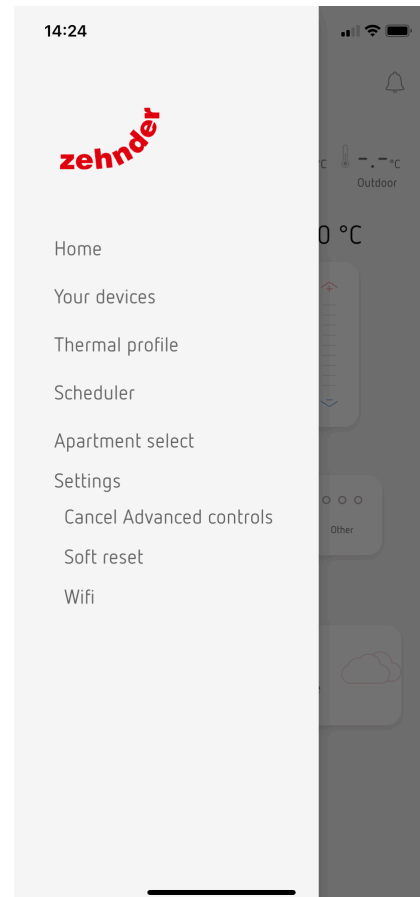 14:24
zehnder
°C
-.-°C
Outdoor
0 °C
Home
Your devices
Thermal profile
Scheduler
Apartment select
Settings
Cancel Advanced controls
Soft reset
Wifi
Other